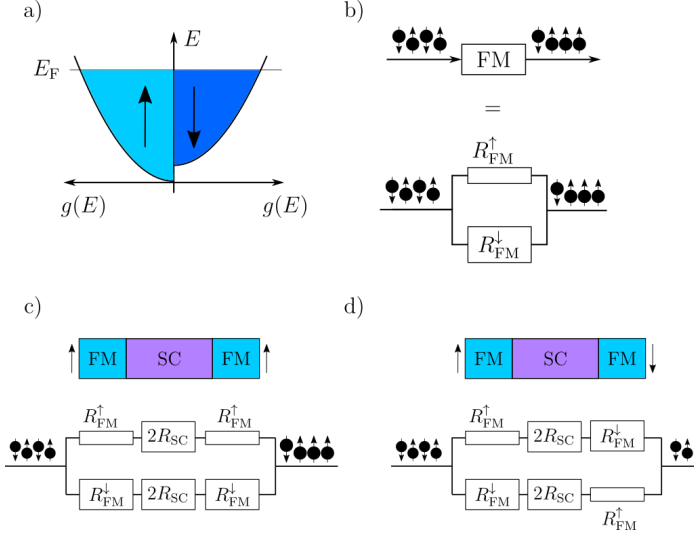 a)
E
E_F
g(E)
g(E)
b)
FM
=
R_FM^↑
R_FM^↓
c)
FM SC FM
R_FM^↑ 2R_SC R_FM^↑
R_FM^↓ 2R_SC R_FM^↓
d)
FM SC FM
R_FM^↑ 2R_SC R_FM^↓
R_FM^↓ 2R_SC R_FM^↑